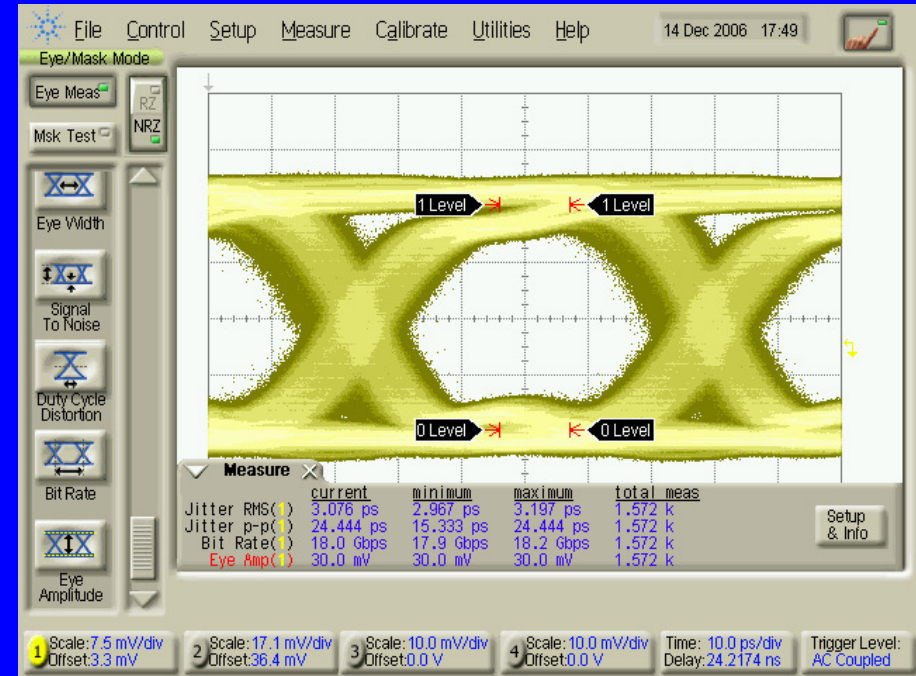 File Control Setup Measure Calibrate Utilities Help 14 Dec 2006 17:49
Eye/Mask Mode
Eye Meas
RZ
NRZ
Msk Test
Eye Width
Signal
To Noise
Duty Cycle
Distortion
Bit Rate
Eye
Amplitude
1 Level 1 Level
0 Level 0 Level
Measure
current minimum maximum total meas
Jitter RMS(1) 3.076 ps 2.967 ps 3.197 ps 1.572 k
Jitter p-p(1) 24.444 ps 15.333 ps 24.444 ps 1.572 k
Bit Rate(1) 18.0 Gbps 17.9 Gbps 18.2 Gbps 1.572 k
Eye Amp(1) 30.0 mV 30.0 mV 30.0 mV 1.572 k
Setup
& Info
1 Scale:7.5 mV/div
Offset:3.3 mV
2 Scale:17.1 mV/div
Offset:36.4 mV
3 Scale:10.0 mV/div
Offset:0.0 V
4 Scale:10.0 mV/div
Offset:0.0 V
Time: 10.0 ps/div
Delay:24.2174 ns
Trigger Level:
AC Coupled